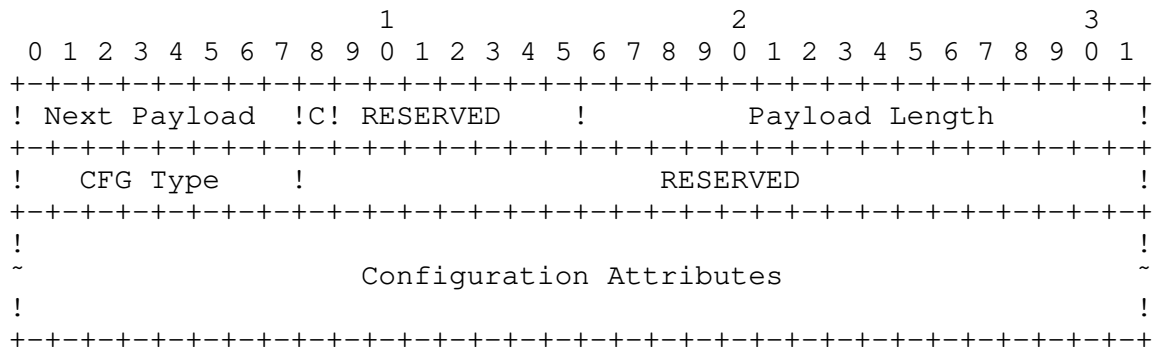 1                   2                   3
 0 1 2 3 4 5 6 7 8 9 0 1 2 3 4 5 6 7 8 9 0 1 2 3 4 5 6 7 8 9 0 1
+-+-+-+-+-+-+-+-+-+-+-+-+-+-+-+-+-+-+-+-+-+-+-+-+-+-+-+-+-+-+-+-+
! Next Payload  !C! RESERVED    !         Payload Length        !
+-+-+-+-+-+-+-+-+-+-+-+-+-+-+-+-+-+-+-+-+-+-+-+-+-+-+-+-+-+-+-+-+
!   CFG Type    !                    RESERVED                   !
+-+-+-+-+-+-+-+-+-+-+-+-+-+-+-+-+-+-+-+-+-+-+-+-+-+-+-+-+-+-+-+-+
!                                                               !
~                   Configuration Attributes                    ~
!                                                               !
+-+-+-+-+-+-+-+-+-+-+-+-+-+-+-+-+-+-+-+-+-+-+-+-+-+-+-+-+-+-+-+-+